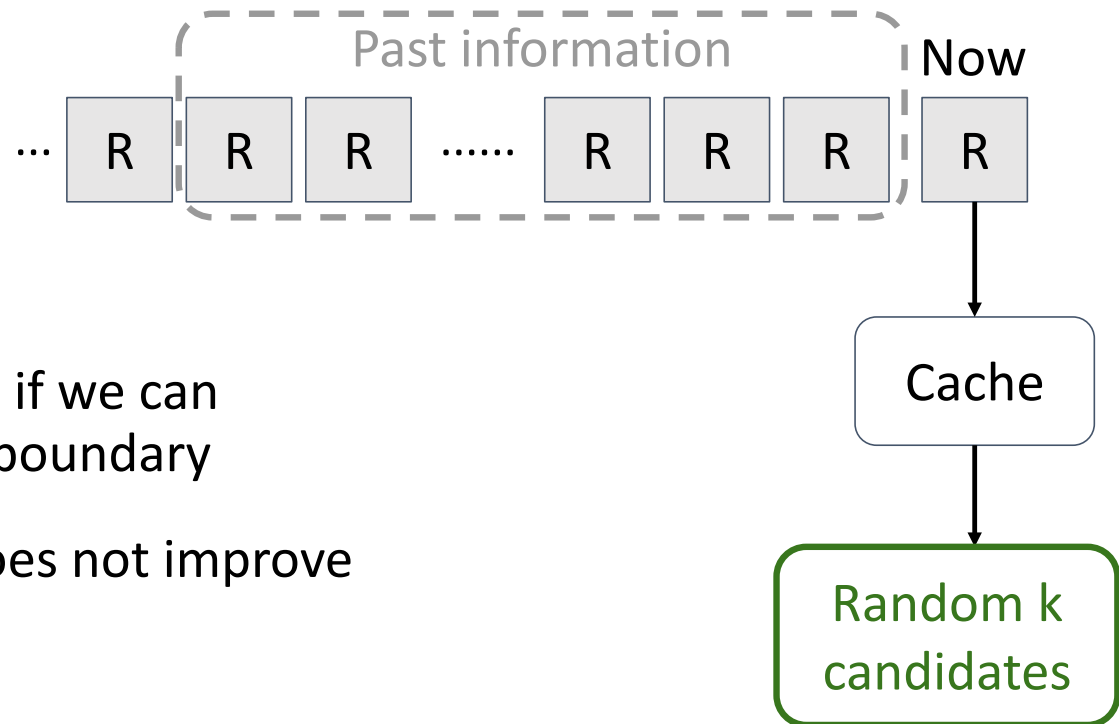 Past information
Now
... R R R ...... R R R R
if we can
boundary
Cache
oes not improve
Random k
candidates